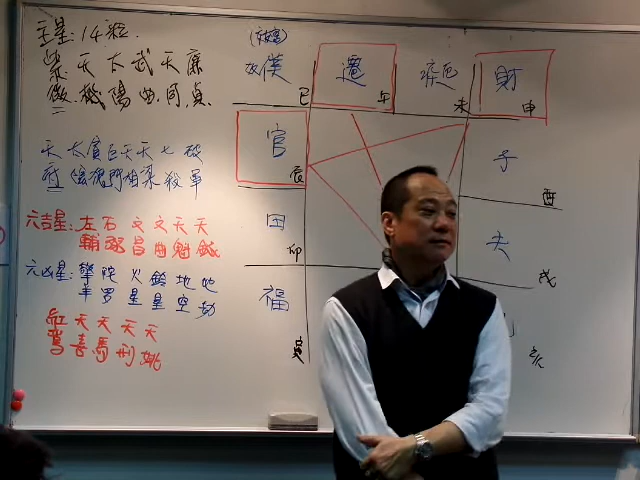 主星:14粒.
紫 天 太 武 天 廉
微 機 陽 曲 同 貞
天 太 貪 巨 天 天 七 破
府 陰 狼 門 相 梁 殺 軍
六吉星: 左 右 文 文 天 天
輔 弼 昌 曲 魁 鉞
六凶星: 擎 陀 火 鈴 地 地
羊 罗 星 星 空 劫
紅 天 天 天 天
鸞 喜 馬 刑 姚
僕 遷 疾厄 財
巳 午 未 申
官 子
辰 酉
田 夫
卯 戌
福
寅 亥